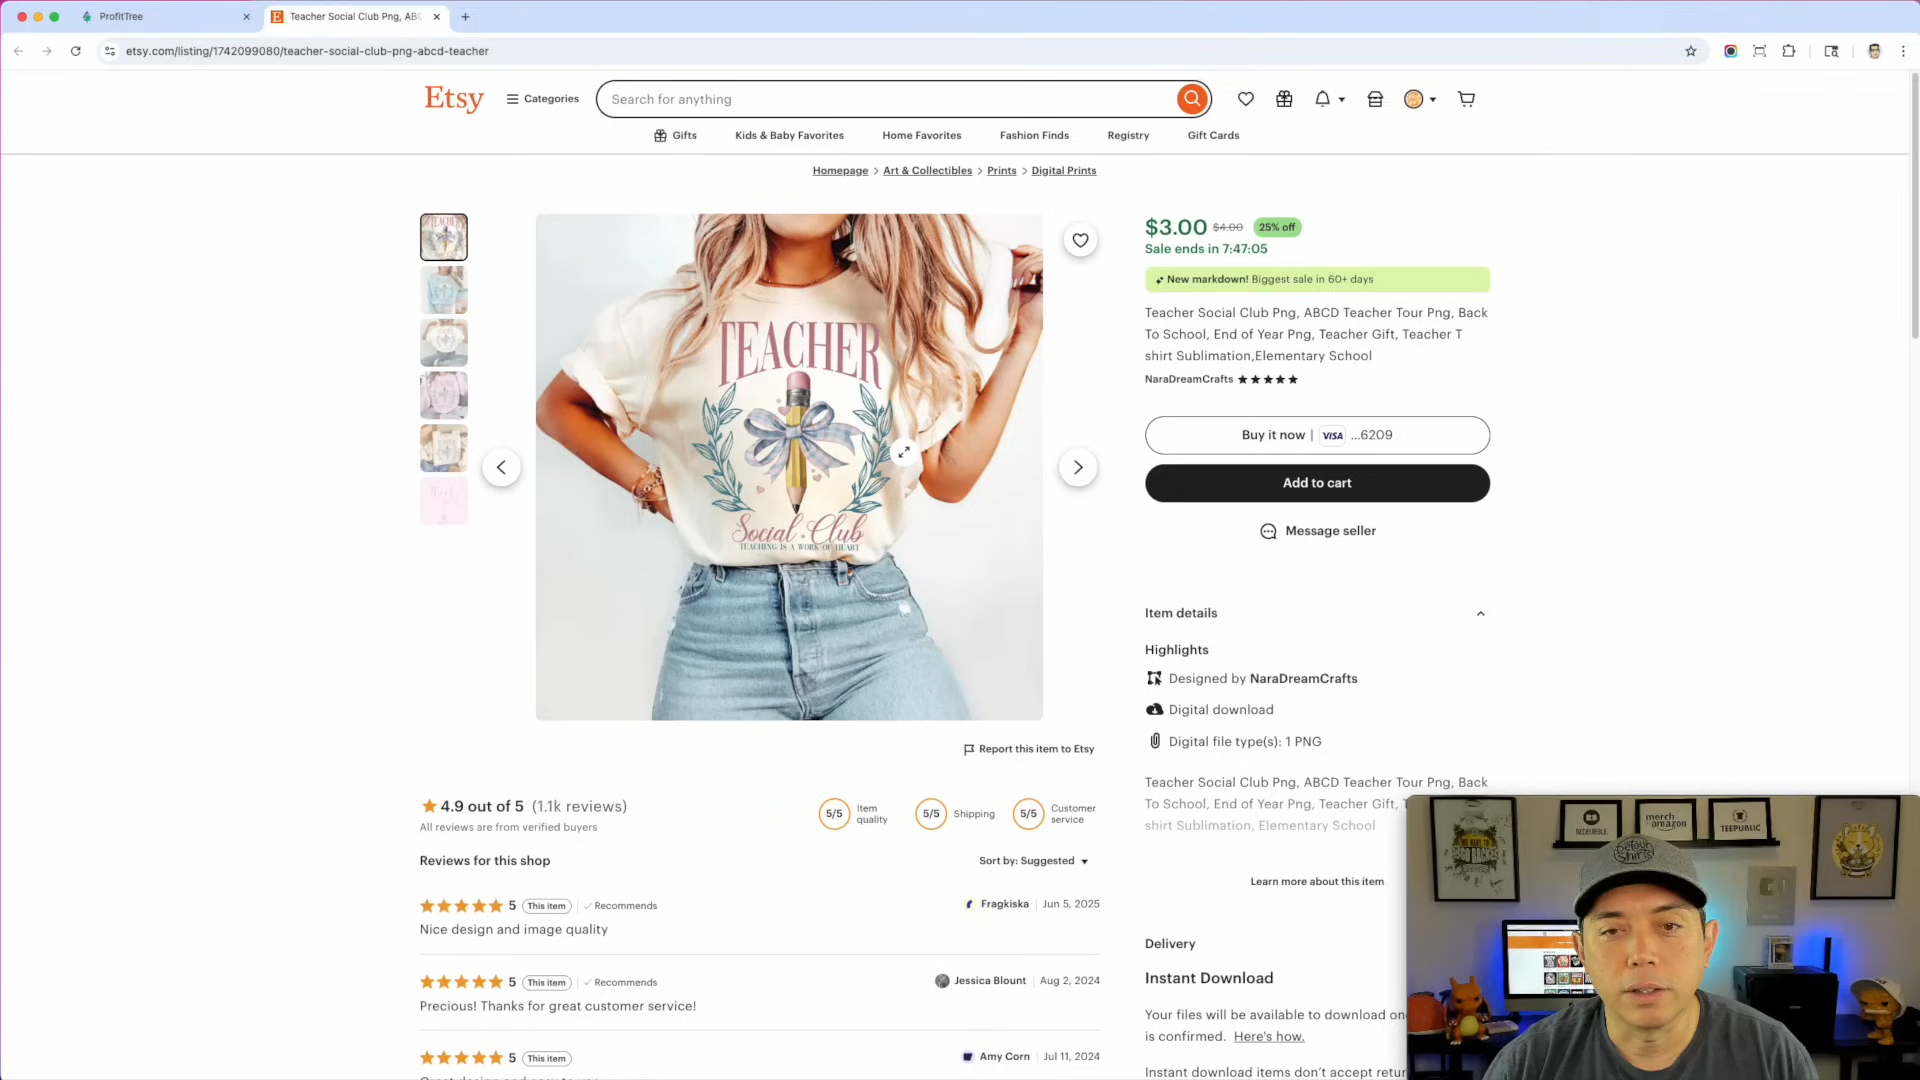 ProfitTree
Teacher Social Club Png, ABC
etsy.com/listing/1742099080/teacher-social-club-png-abcd-teacher
Etsy
Categories
Search for anything
Gifts
Kids & Baby Favorites
Home Favorites
Fashion Finds
Registry
Gift Cards
Homepage > Art & Collectibles > Prints > Digital Prints
TEACHER
Social Club
TEACHING IS A WORK OF HEART
Report this item to Etsy
4.9 out of 5 (1.1k reviews)
All reviews are from verified buyers
5/5 Item quality
5/5 Shipping
5/5 Customer service
Reviews for this shop
Sort by: Suggested
5 This item Recommends
Fragkiska Jun 5, 2025
Nice design and image quality
5 This item Recommends
Jessica Blount Aug 2, 2024
Precious! Thanks for great customer service!
5 This item
Amy Corn Jul 11, 2024
$3.00 $4.00 25% off
Sale ends in 7:47:05
New markdown! Biggest sale in 60+ days
Teacher Social Club Png, ABCD Teacher Tour Png, Back
To School, End of Year Png, Teacher Gift, Teacher T
shirt Sublimation,Elementary School
NaraDreamCrafts
Buy it now | VISA ...6209
Add to cart
Message seller
Item details
Highlights
Designed by NaraDreamCrafts
Digital download
Digital file type(s): 1 PNG
Teacher Social Club Png, ABCD Teacher Tour Png, Back
To School, End of Year Png, Teacher Gift, T
shirt Sublimation, Elementary School
Learn more about this item
Delivery
Instant Download
Your files will be available to download on
is confirmed. Here's how.
Instant download items don't accept retur
REDBUBBLE
merch
amazon
TEEPUBLIC
DETOUR
SHIRTS